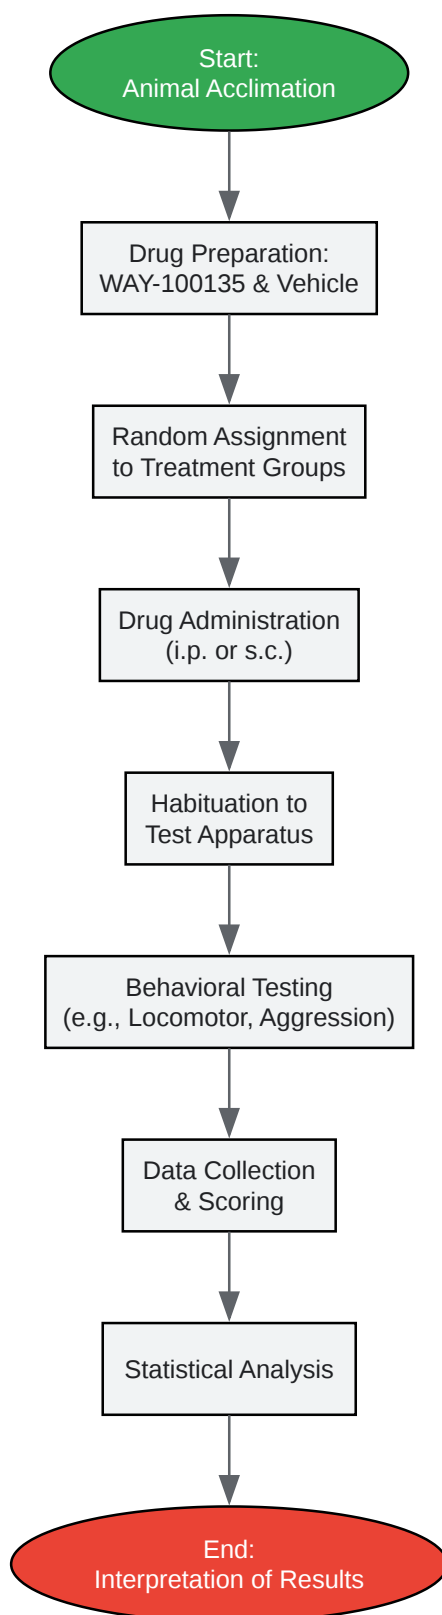 Start:
Animal Acclimation
Drug Preparation:
WAY-100135 & Vehicle
Random Assignment
to Treatment Groups
Drug Administration
(i.p. or s.c.)
Habituation to
Test Apparatus
Behavioral Testing
(e.g., Locomotor, Aggression)
Data Collection
& Scoring
Statistical Analysis
End:
Interpretation of Results